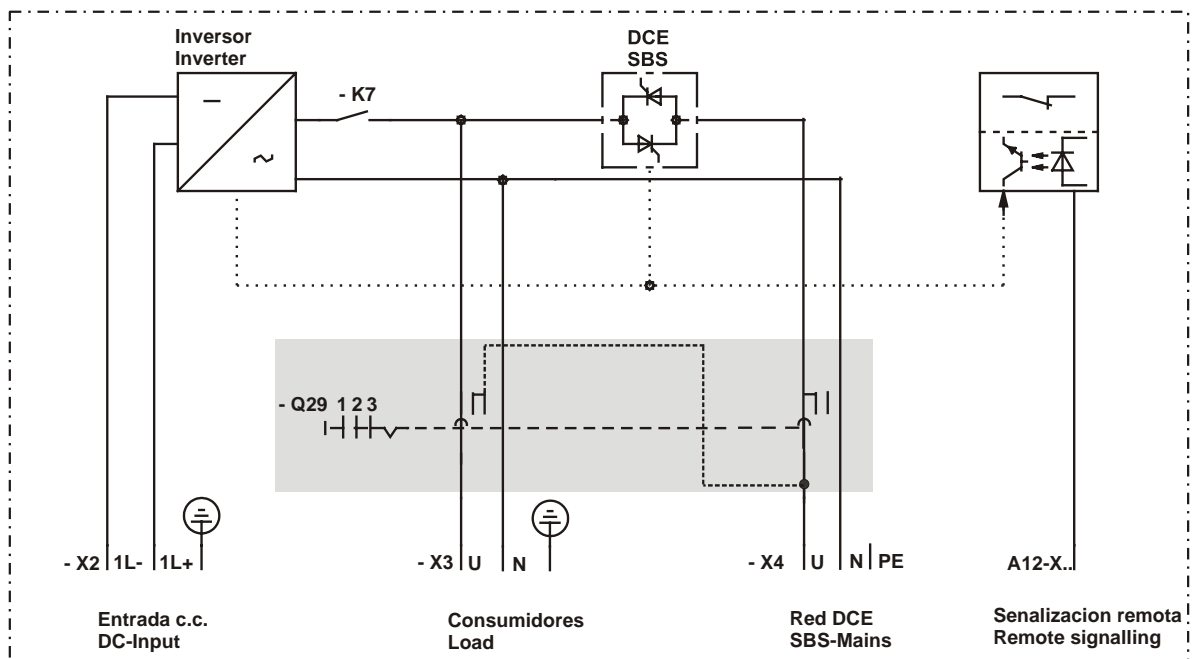 Inversor
Inverter
DCE
SBS
- K7
- Q29 1 2 3
- X2 1L- 1L+
- X3 U N
- X4 U N PE
A12-X..
Entrada c.c.
DC-Input
Consumidores
Load
Red DCE
SBS-Mains
Senalizacion remota
Remote signalling